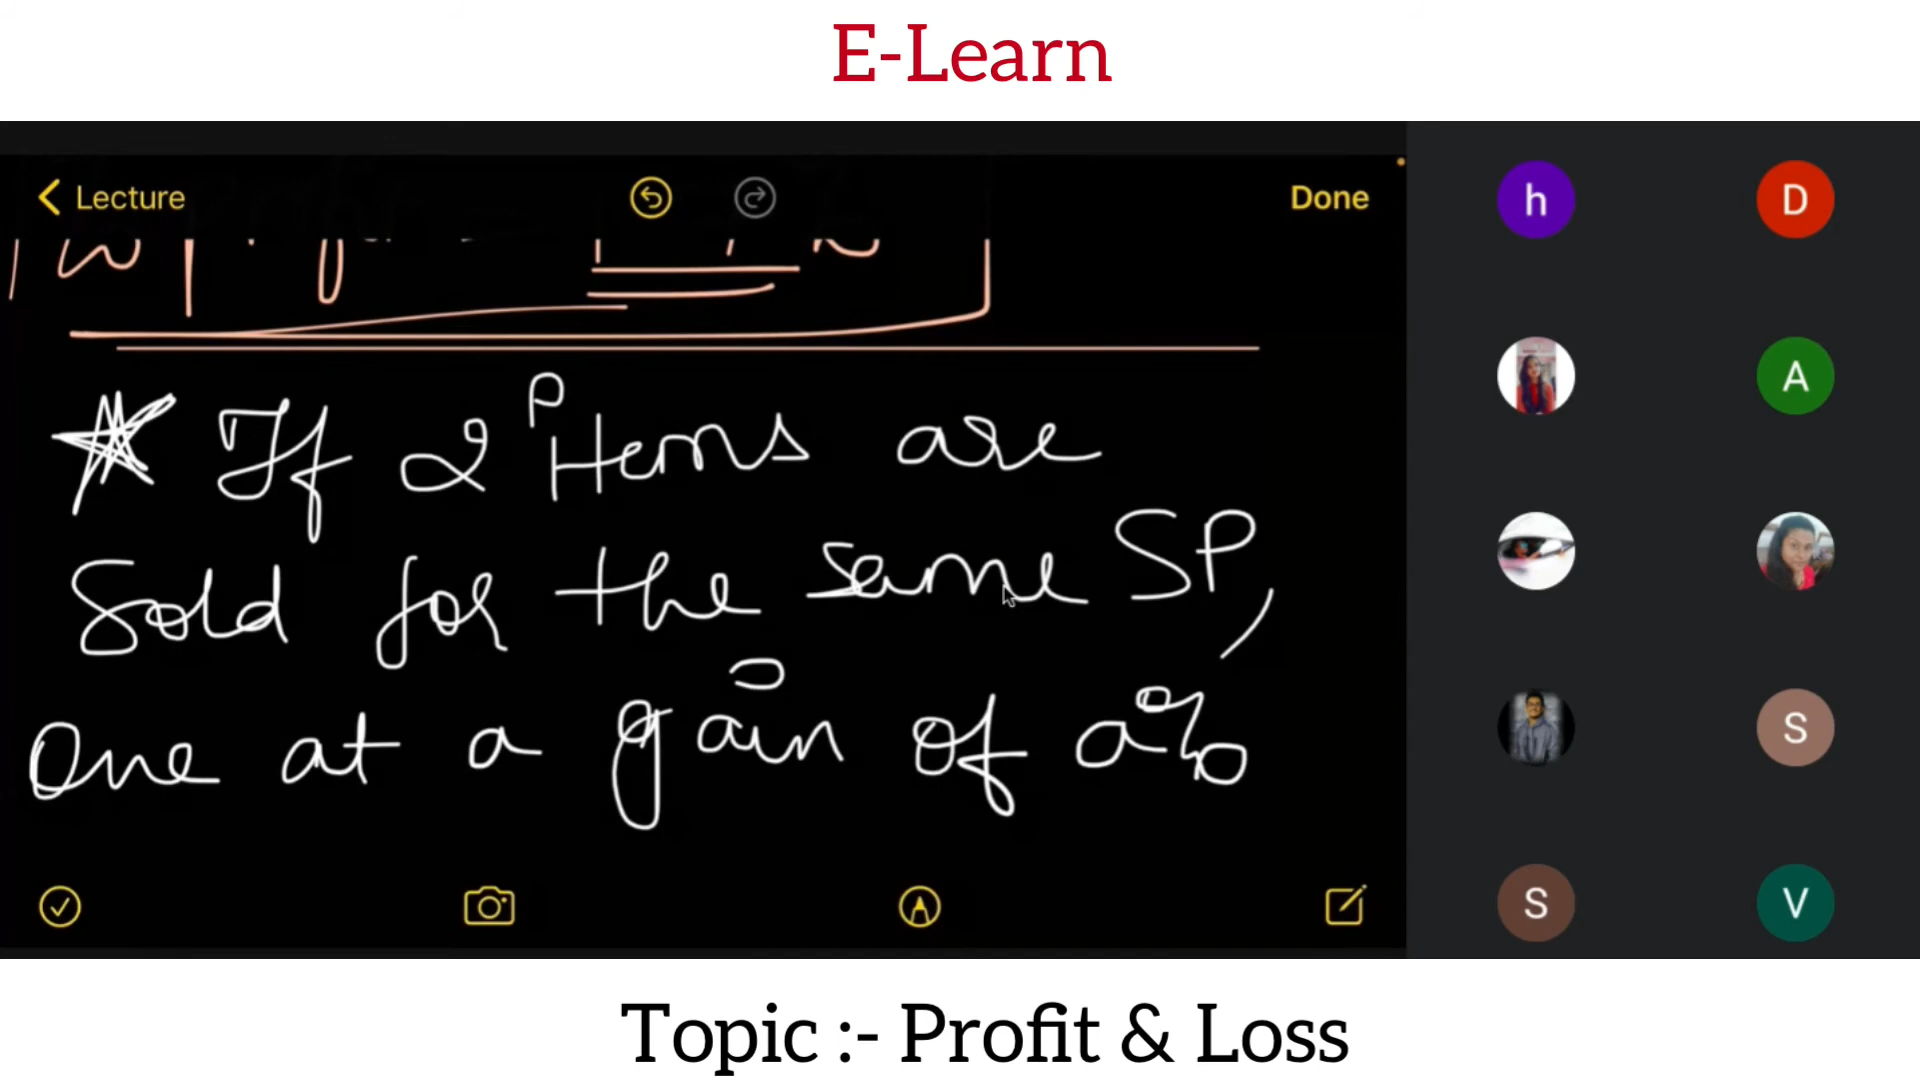 E-Learn
Lecture
Done
If 2 Items are
Sold for the same SP,
One at a gain of a%
h
D
A
S
S
V
Topic :- Profit & Loss